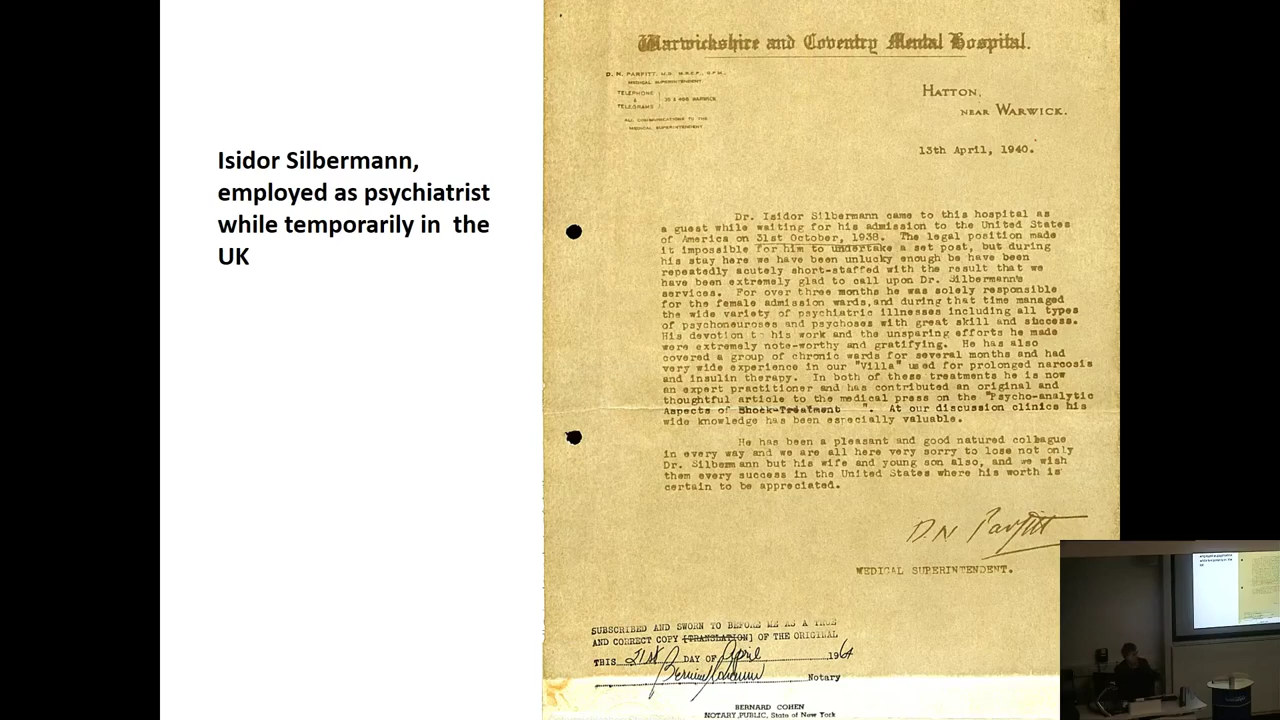 Isidor Silbermann,
employed as psychiatrist
while temporarily in the
UK
Warwickshire and Coventry Mental Hospital.
D. N. PARFITT, M.D. M.R.C.P., D.P.M.,
MEDICAL SUPERINTENDENT.
TELEPHONE
&
TELEGRAMS
WARWICK
ALL COMMUNICATIONS TO THE
MEDICAL SUPERINTENDENT.
HATTON,
NEAR WARWICK.
13th April, 1940.
Dr. Isidor Silbermann came to this hospital as
a guest while waiting for his admission to the United States
of America on 31st October, 1938. The legal position made
it impossible for him to undertake a set post, but during
his stay here we have been unlucky enough be have been
repeatedly acutely short-staffed with the result that we
have been extremely glad to call upon Dr. Silbermann's
services. For over three months he was solely responsible
for the female admission wards,and during that time managed
the wide variety of psychiatric illnesses including all types
of psychoneuroses and psychoses with great skill and success.
His devotion to his work and the unsparing efforts he made
were extremely note-worthy and gratifying. He has also
covered a group of chronic wards for several months and had
very wide experience in our "Villa" used for prolonged narcosis
and insulin therapy. In both of these treatments he is now
an expert practitioner and has contributed an original and
thoughtful article to the medical press on the "Psycho-analytic
Aspects of Shock-Treatment ". At our discussion clinics his
wide knowledge has been especially valuable.
He has been a pleasant and good natured colleague
in every way and we are all here very sorry to lose not only
Dr. Silbermann but his wife and young son also, and we wish
them every success in the United States where his worth is
certain to be appreciated.
D.N Parfitt
MEDICAL SUPERINTENDENT.
SUBSCRIBED AND SWORN TO BEFORE ME AS A TRUE
AND CORRECT COPY [TRANSLATION] OF THE ORIGINAL
THIS 21st DAY OF April 1964
Notary
BERNARD COHEN
NOTARY PUBLIC, State of New York